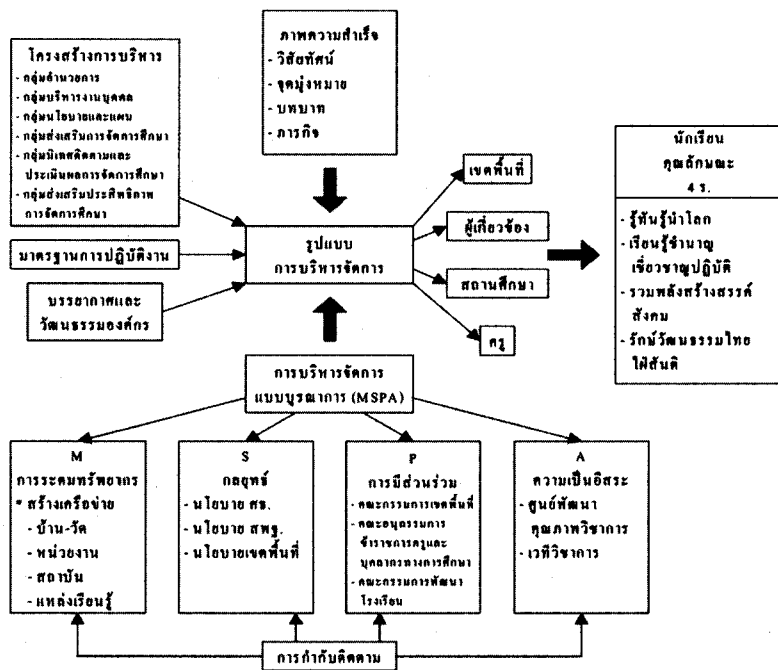 โครงสร้างการบริหาร
- กลุ่มอำนวยการ
- กลุ่มบริหารงานบุคคล
- กลุ่มนโยบายและแผน
- กลุ่มส่งเสริมการจัดการศึกษา
- กลุ่มนิเทศติดตามและ
ประเมินผลการจัดการศึกษา
- กลุ่มส่งเสริมประสิทธิภาพ
การจัดการศึกษา
มาตรฐานการปฏิบัติงาน
บรรยากาศและ
วัฒนธรรมองค์กร
ภาพความสำเร็จ
- วิสัยทัศน์
- จุดมุ่งหมาย
- บทบาท
- ภารกิจ
รูปแบบ
การบริหารจัดการ
เขตพื้นที่
ผู้เกี่ยวข้อง
สถานศึกษา
ครู
นักเรียน
คุณลักษณะ
4 ร.
- รู้ทันรู้นำโลก
- เรียนรู้ชำนาญ
เชี่ยวชาญปฏิบัติ
- รวมพลังสร้างสรรค์
สังคม
- รักษ์วัฒนธรรมไทย
ใฝ่สันติ
การบริหารจัดการ
แบบบูรณาการ (MSPA)
M
การระดมทรัพยากร
* สร้างเครือข่าย
- บ้าน-วัด
- หน่วยงาน
- สถาบัน
- แหล่งเรียนรู้
S
กลยุทธ์
- นโยบาย ศธ.
- นโยบาย สพฐ.
- นโยบายเขตพื้นที่
P
การมีส่วนร่วม
- คณะกรรมการเขตพื้นที่
- คณะอนุกรรมการ
ข้าราชการครูและ
บุคลากรทางการศึกษา
- คณะกรรมการพัฒนา
โรงเรียน
A
ความเป็นอิสระ
- ศูนย์พัฒนา
คุณภาพวิชาการ
- เวทีวิชาการ
การกำกับติดตาม